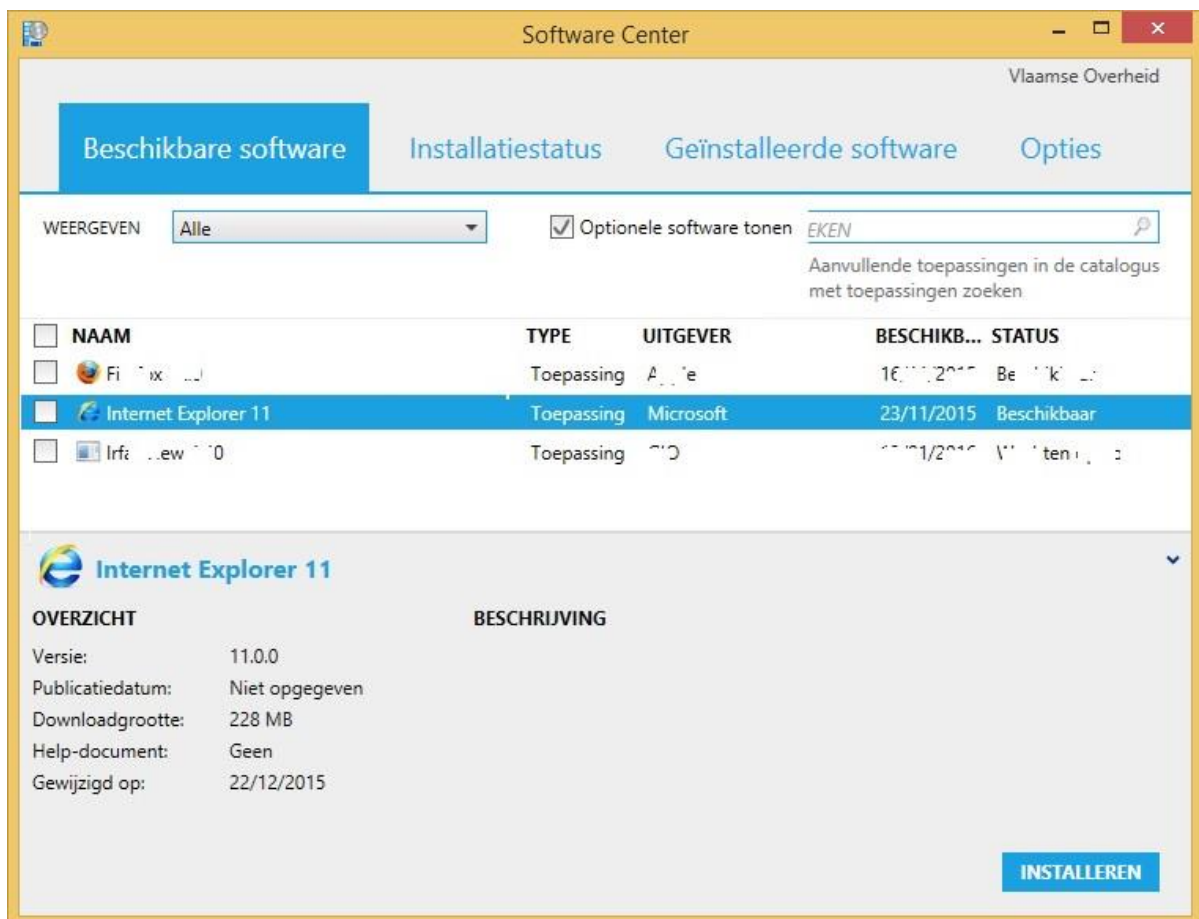 Software Center
Vlaamse Overheid
Beschikbare software Installatiestatus Geïnstalleerde software Opties
WEERGEVEN Alle Optionele software tonen EKEN
Aanvullende toepassingen in de catalogus
met toepassingen zoeken
NAAM TYPE UITGEVER BESCHIKB... STATUS
Toepassing
Internet Explorer 11 Toepassing Microsoft 23/11/2015 Beschikbaar
Toepassing
Internet Explorer 11
OVERZICHT BESCHRIJVING
Versie: 11.0.0
Publicatiedatum: Niet opgegeven
Downloadgrootte: 228 MB
Help-document: Geen
Gewijzigd op: 22/12/2015
INSTALLEREN